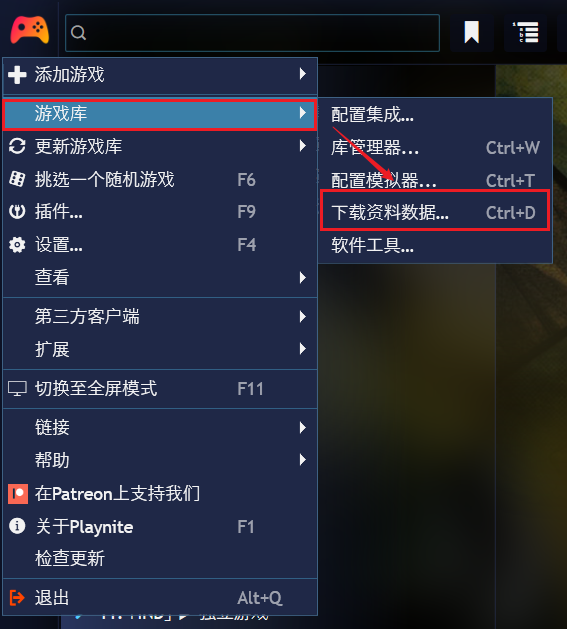 添加游戏
游戏库
更新游戏库
挑选一个随机游戏 F6
插件... F9
设置... F4
查看
第三方客户端
扩展
切换至全屏模式 F11
链接
帮助
在Patreon上支持我们
关于Playnite F1
检查更新
退出 Alt+Q
配置集成...
库管理器... Ctrl+W
配置模拟器... Ctrl+T
下载资料数据... Ctrl+D
软件工具...
独立游戏